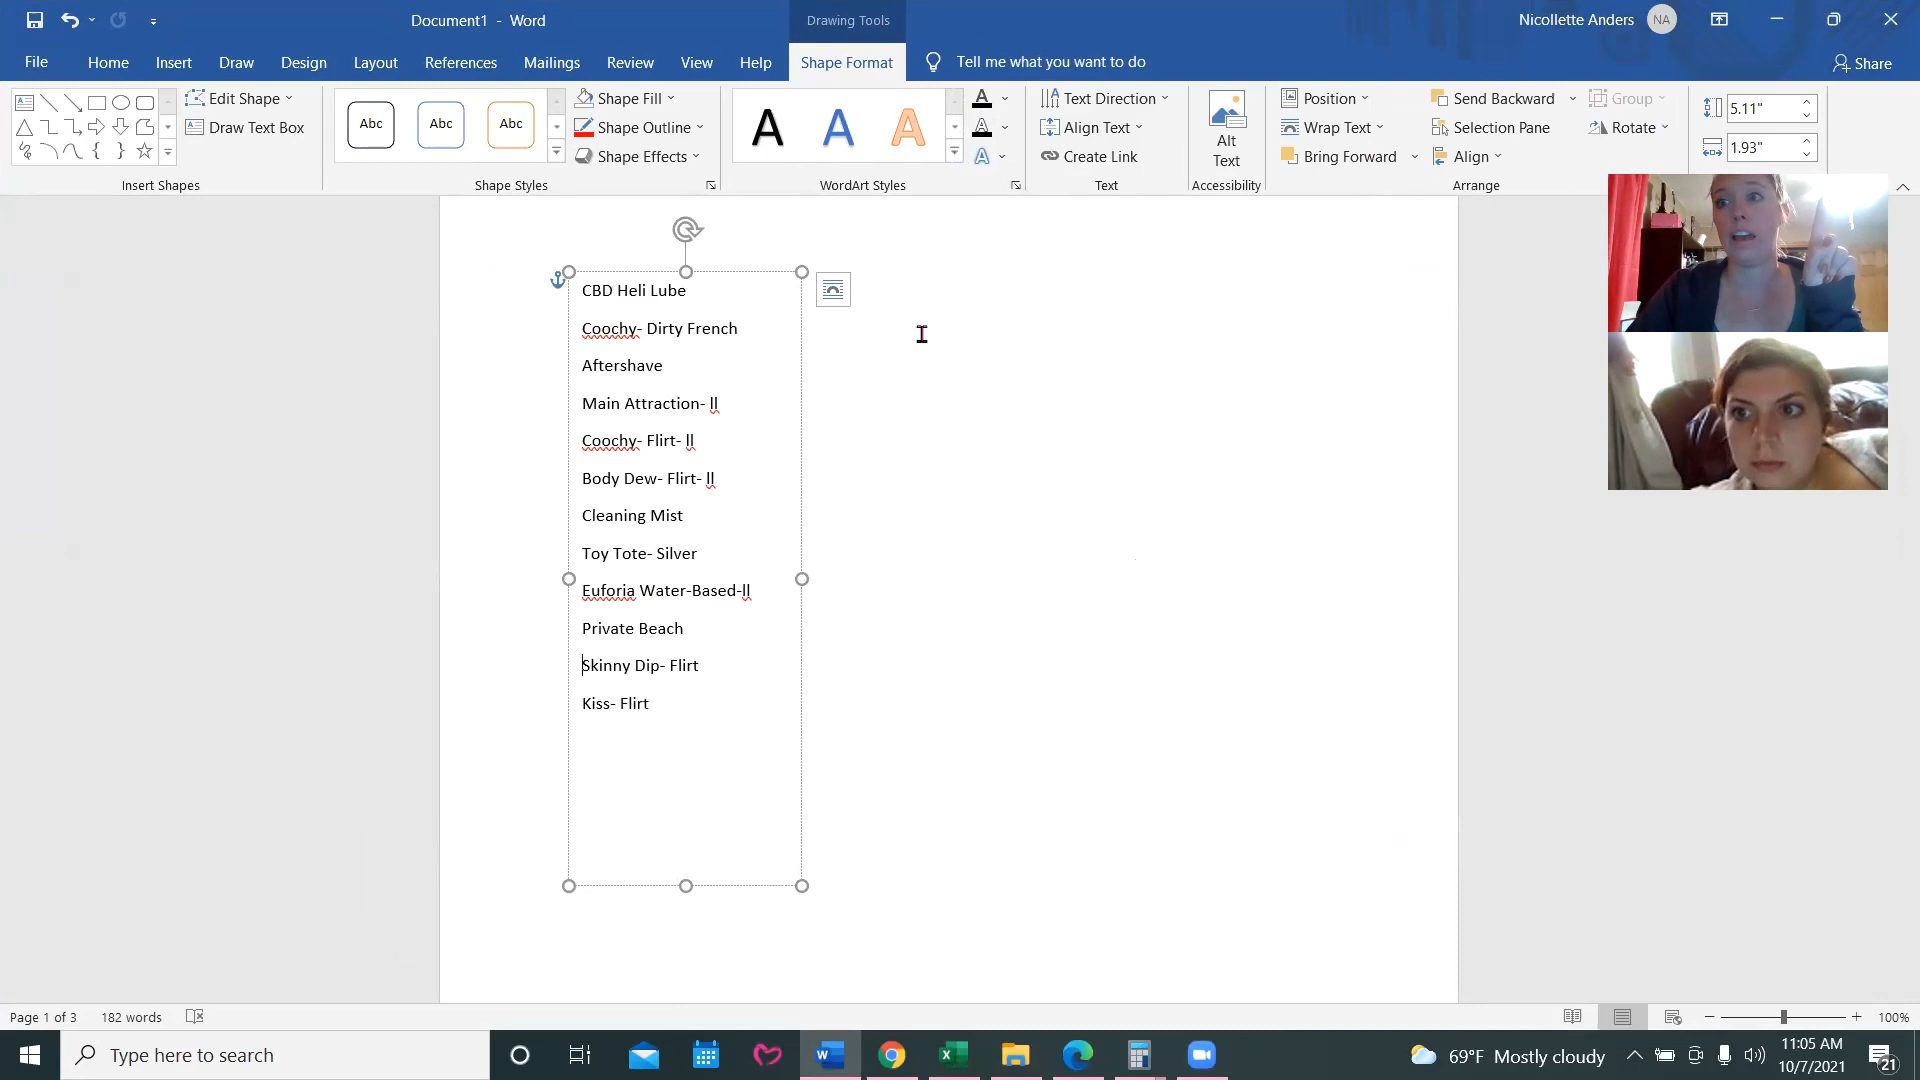 Document1 - Word
Drawing Tools
Nicollette Anders
NA
File
Home
Insert
Draw
Design
Layout
References
Mailings
Review
View
Help
Shape Format
Tell me what you want to do
Share
Edit Shape
Draw Text Box
Insert Shapes
Abc
Abc
Abc
Shape Fill
Shape Outline
Shape Effects
Shape Styles
A
A
A
A
A
A
WordArt Styles
Text Direction
Align Text
Create Link
Text
Alt
Text
Accessibility
Position
Wrap Text
Bring Forward
Send Backward
Selection Pane
Align
Group
Rotate
Arrange
5.11"
1.93"
CBD Heli Lube
Coochy- Dirty French
Aftershave
Main Attraction- ll
Coochy- Flirt- ll
Body Dew- Flirt- ll
Cleaning Mist
Toy Tote- Silver
Euforia Water-Based-ll
Private Beach
Skinny Dip- Flirt
Kiss- Flirt
Page 1 of 3
182 words
100%
Type here to search
69°F Mostly cloudy
11:05 AM
10/7/2021
21